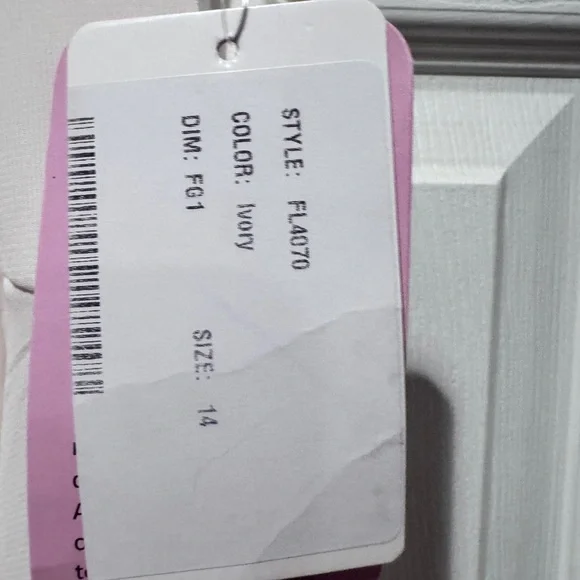 STYLE: FL4070
COLOR: Ivory
DIM: FG1 SIZE: 14